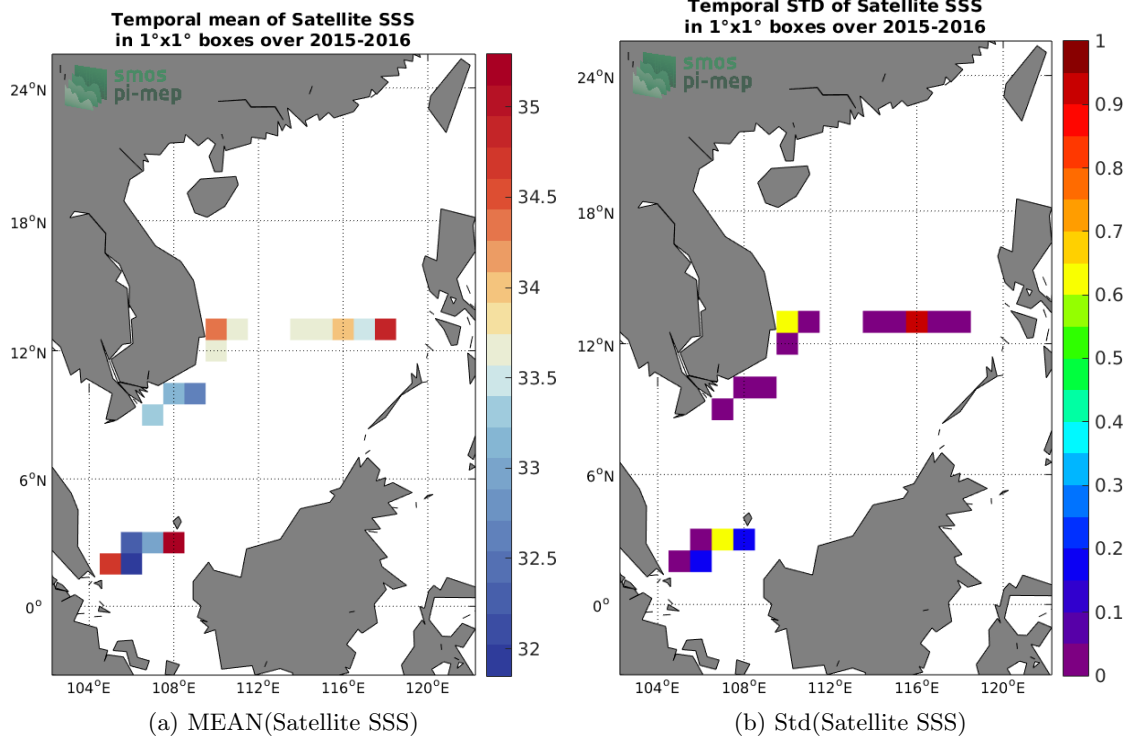 Temporal mean of Satellite SSS
in 1°x1° boxes over 2015-2016
smos
pi-mep
24°N
18°N
12°N
6°N
0°
104°E 108°E 112°E 116°E 120°E
35
34.5
34
33.5
33
32.5
32
(a) MEAN(Satellite SSS)
Temporal STD of Satellite SSS
in 1°x1° boxes over 2015-2016
smos
pi-mep
24°N
18°N
12°N
6°N
0°
104°E 108°E 112°E 116°E 120°E
1
0.9
0.8
0.7
0.6
0.5
0.4
0.3
0.2
0.1
0
(b) Std(Satellite SSS)